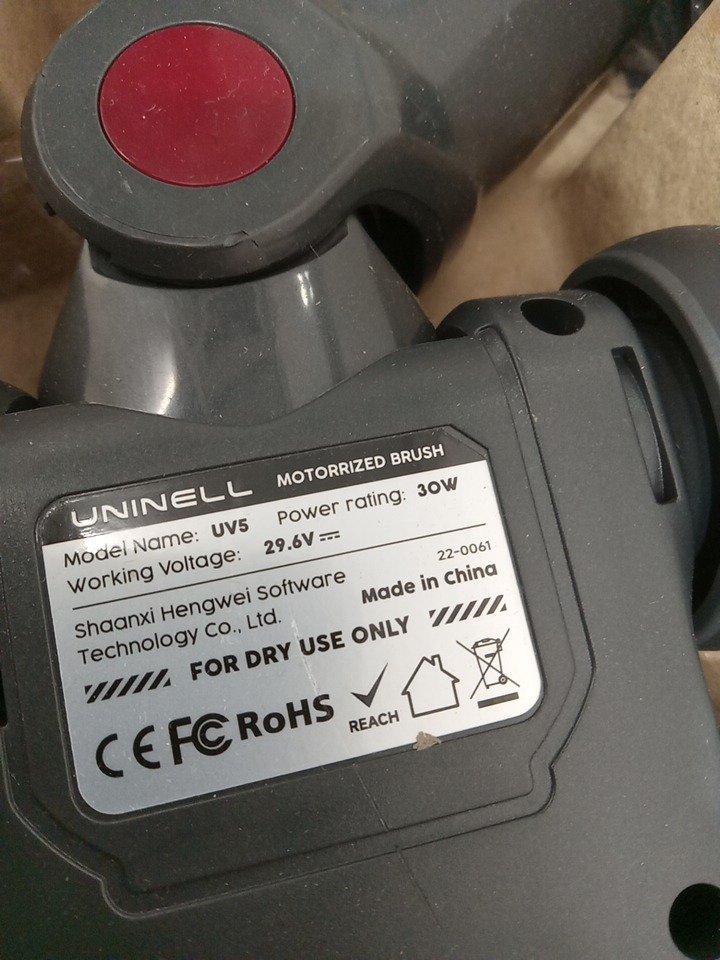 UNINELL MOTORRIZED BRUSH
Model Name: UV5 Power rating: 30W
Working Voltage: 29.6V
22-0061
Shaanxi Hengwei Software Made in China
Technology Co., Ltd.
FOR DRY USE ONLY
CE FC RoHS REACH